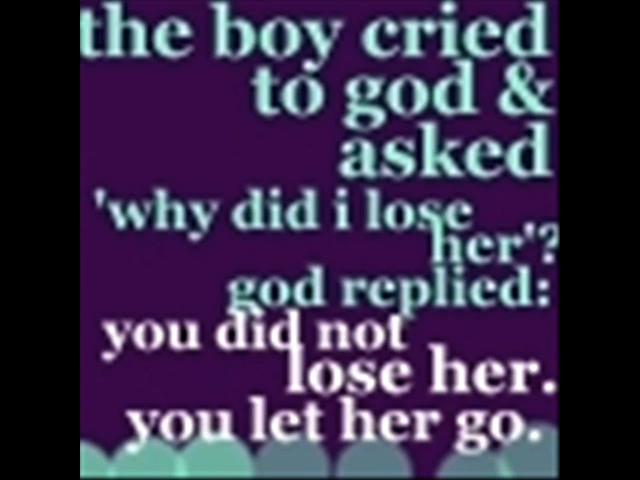 the boy cried
to god &
asked
'why did i lose
her'?
god replied:
you did not
lose her.
you let her go.